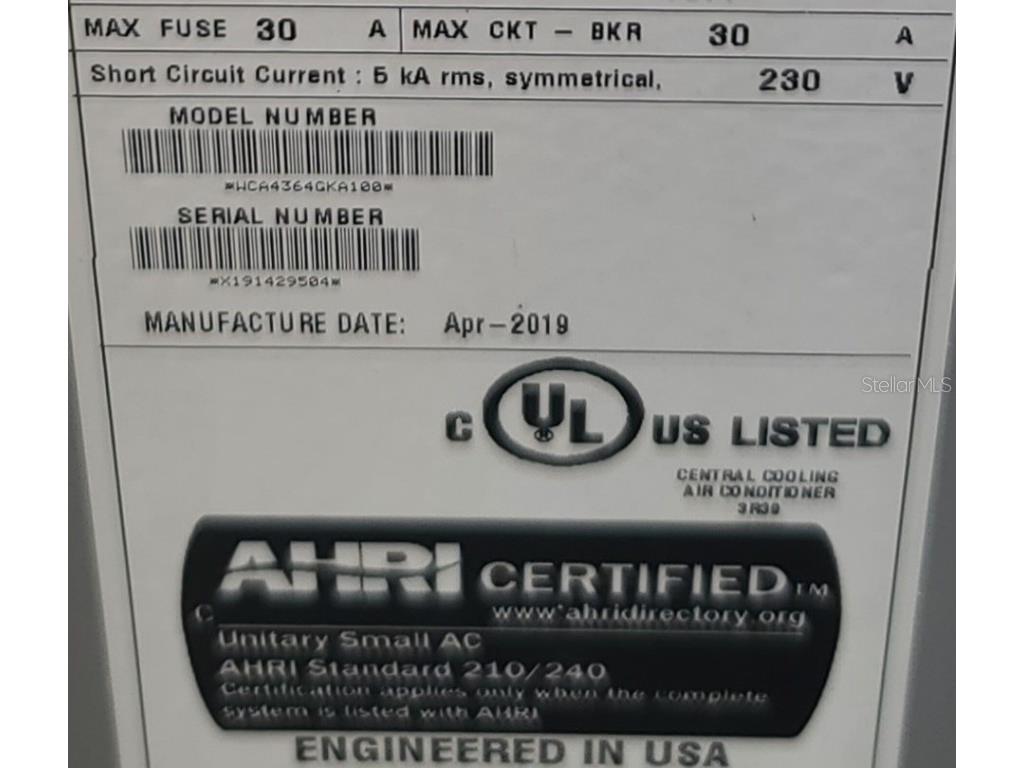 MAX FUSE 30 A MAX CKT – BKR 30 A
Short Circuit Current : 5 kA rms, symmetrical, 230 V
MODEL NUMBER
*WCA4364GKA100*
SERIAL NUMBER
*X191429504*
MANUFACTURE DATE: Apr–2019
StellarMLS
C UL® US LISTED
CENTRAL COOLING
AIR CONDITIONER
3R39
AHRI CERTIFIED™
www.ahridirectory.org
C
Unitary Small AC
AHRI Standard 210/240
Certification applies only when the complete
system is listed with AHRI
ENGINEERED IN USA